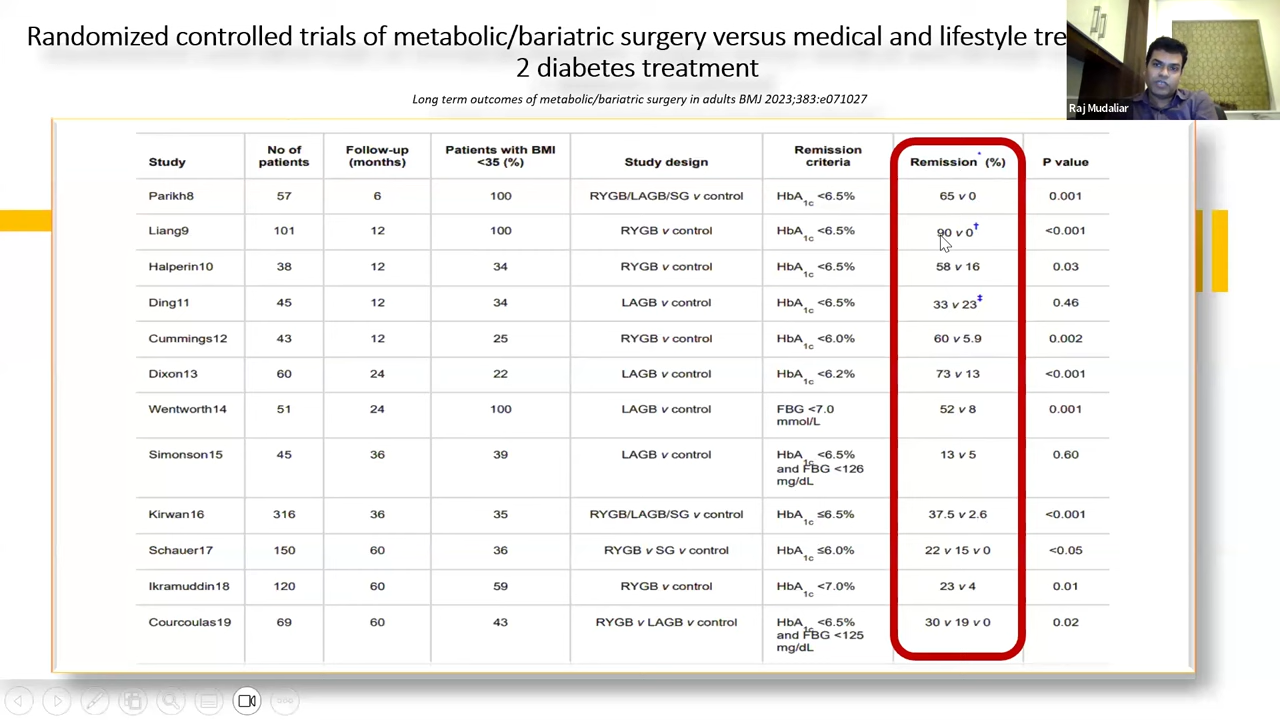 Randomized controlled trials of metabolic/bariatric surgery versus medical and lifestyle tre
2 diabetes treatment
Long term outcomes of metabolic/bariatric surgery in adults BMJ 2023;383:e071027
Raj Mudaliar
Study No of patients Follow-up (months) Patients with BMI <35 (%) Study design Remission criteria Remission* (%) P value
Parikh8 57 6 100 RYGB/LAGB/SG v control HbA1c <6.5% 65 v 0 0.001
Liang9 101 12 100 RYGB v control HbA1c <6.5% 90 v 0† <0.001
Halperin10 38 12 34 RYGB v control HbA1c <6.5% 58 v 16 0.03
Ding11 45 12 34 LAGB v control HbA1c <6.5% 33 v 23‡ 0.46
Cummings12 43 12 25 RYGB v control HbA1c <6.0% 60 v 5.9 0.002
Dixon13 60 24 22 LAGB v control HbA1c <6.2% 73 v 13 <0.001
Wentworth14 51 24 100 LAGB v control FBG <7.0 mmol/L 52 v 8 0.001
Simonson15 45 36 39 LAGB v control HbA1c <6.5% and FBG <126 mg/dL 13 v 5 0.60
Kirwan16 316 36 35 RYGB/LAGB/SG v control HbA1c ≤6.5% 37.5 v 2.6 <0.001
Schauer17 150 60 36 RYGB v SG v control HbA1c ≤6.0% 22 v 15 v 0 <0.05
Ikramuddin18 120 60 59 RYGB v control HbA1c <7.0% 23 v 4 0.01
Courcoulas19 69 60 43 RYGB v LAGB v control HbA1c <6.5% and FBG <125 mg/dL 30 v 19 v 0 0.02